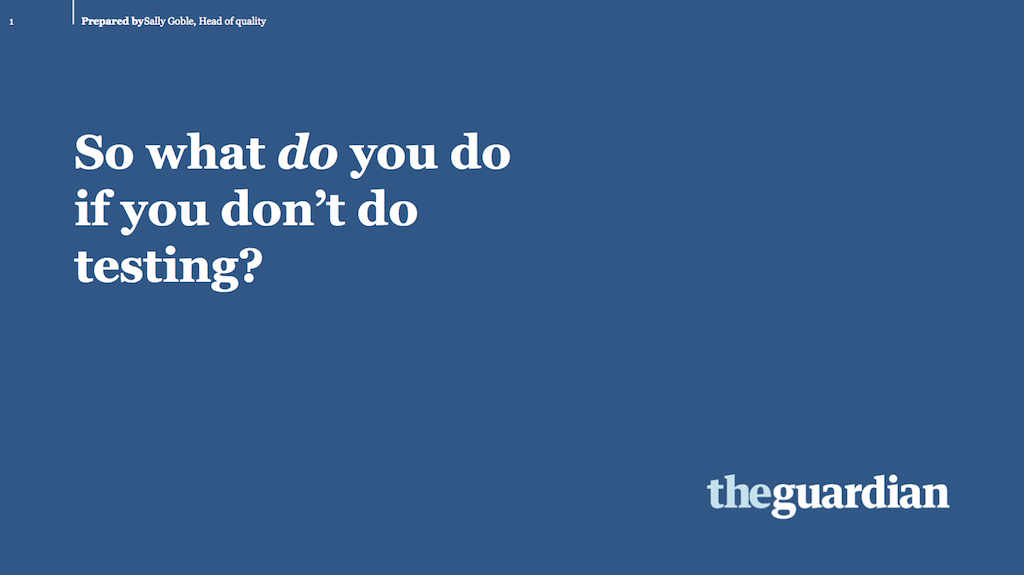 1
Prepared bySally Goble, Head of quality
So what do you do
if you don’t do
testing?
theguardian